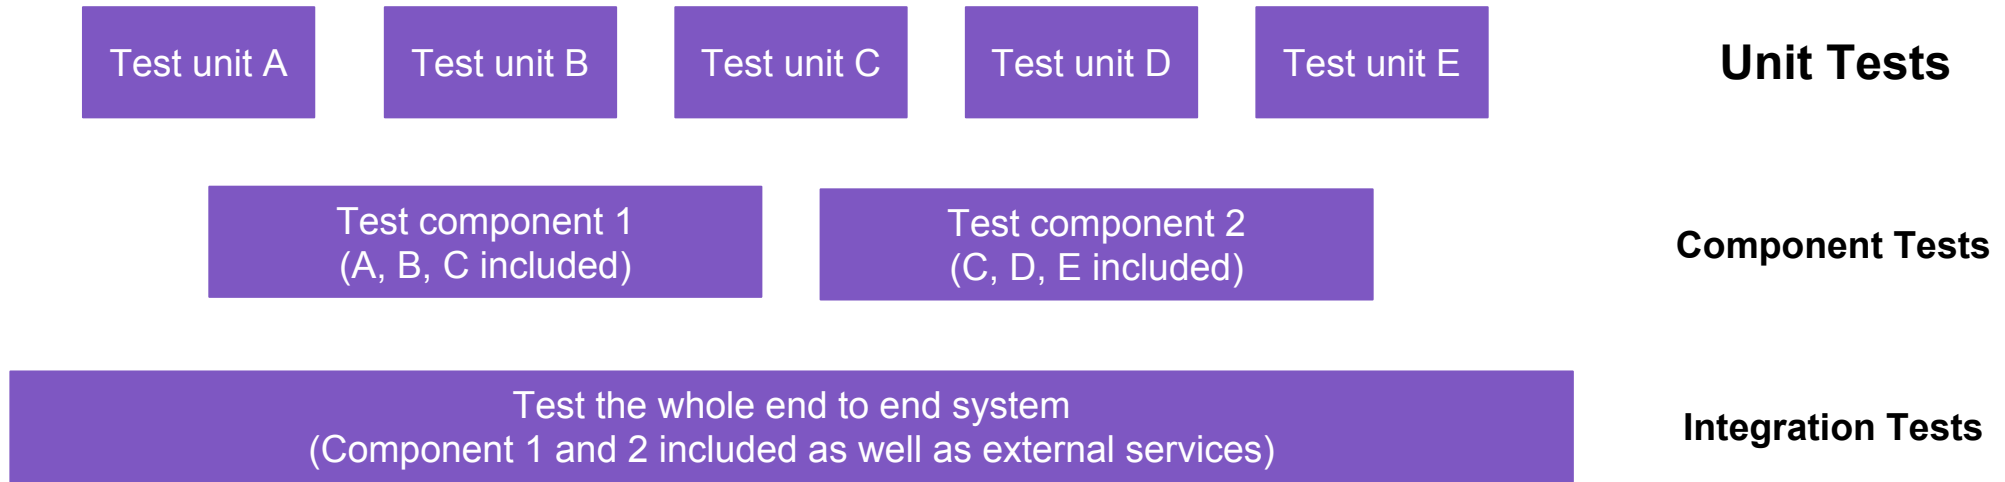 Test unit A
Test unit B
Test unit C
Test unit D
Test unit E
Unit Tests
Test component 1
(A, B, C included)
Test component 2
(C, D, E included)
Component Tests
Test the whole end to end system
(Component 1 and 2 included as well as external services)
Integration Tests